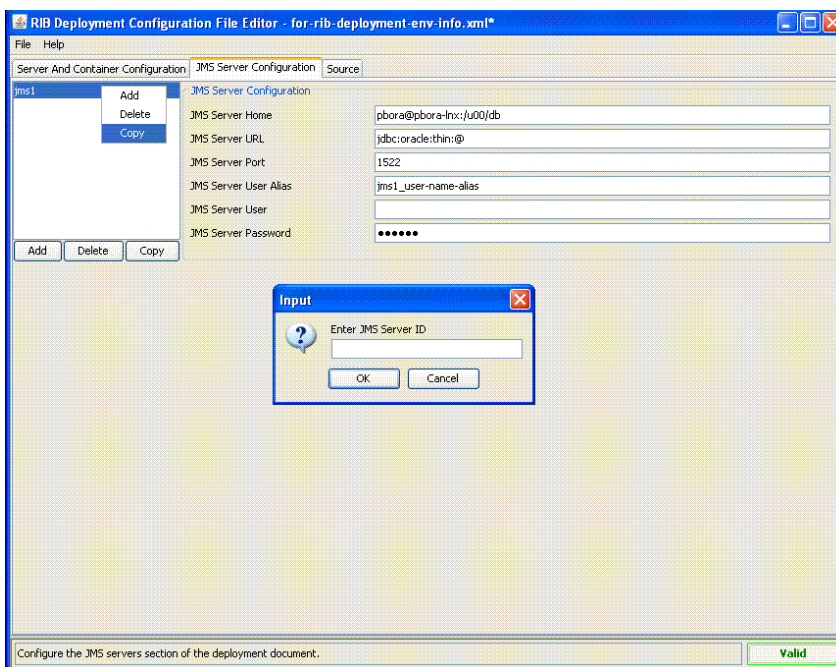 RIB Deployment Configuration File Editor - for-rib-deployment-env-info.xml*
File Help
Server And Container Configuration JMS Server Configuration Source
jms1
Add
Delete
Copy
JMS Server Configuration
JMS Server Home pbora@pbora-lnx:/u00/db
JMS Server URL jdbc:oracle:thin:@
JMS Server Port 1522
JMS Server User Alias jms1_user-name-alias
JMS Server User
JMS Server Password ●●●●●●
Add Delete Copy
Input
?
Enter JMS Server ID
OK Cancel
Configure the JMS servers section of the deployment document. Valid